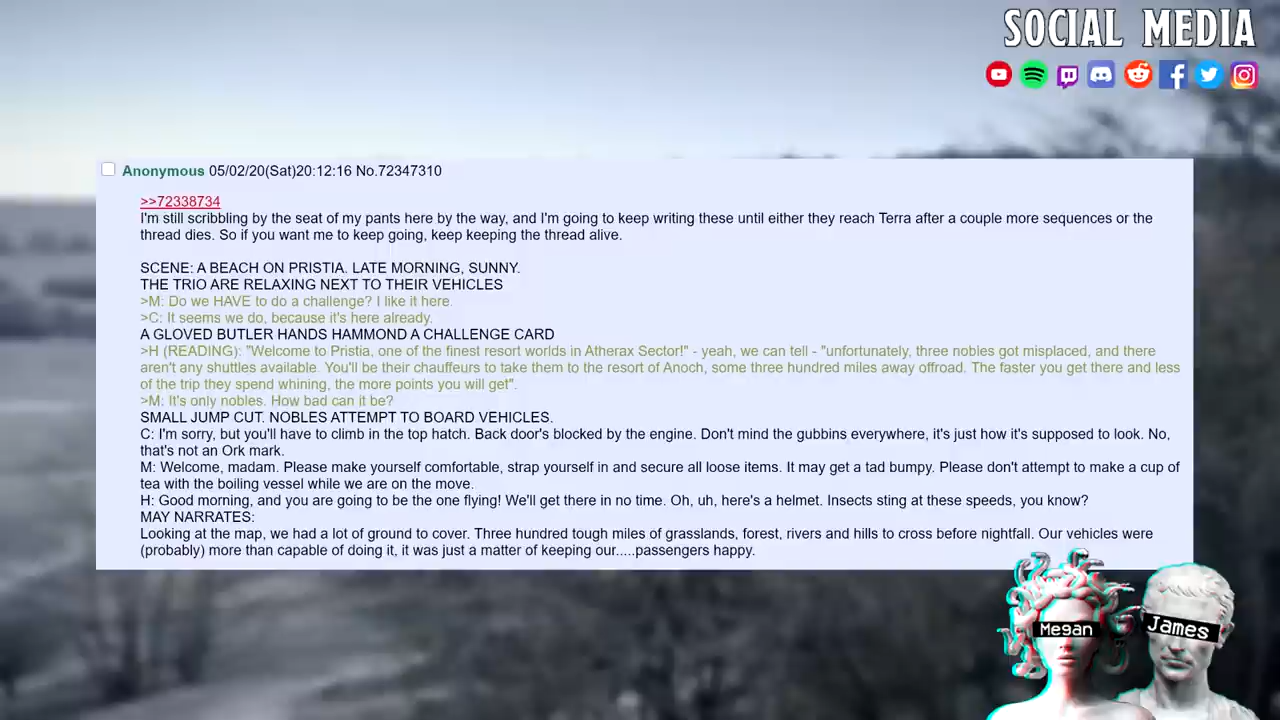 SOCIAL MEDIA
Anonymous 05/02/20(Sat)20:12:16 No.72347310
>>72338734
I'm still scribbling by the seat of my pants here by the way, and I'm going to keep writing these until either they reach Terra after a couple more sequences or the
thread dies. So if you want me to keep going, keep keeping the thread alive.
SCENE: A BEACH ON PRISTIA. LATE MORNING, SUNNY.
THE TRIO ARE RELAXING NEXT TO THEIR VEHICLES
>M: Do we HAVE to do a challenge? I like it here.
>C: It seems we do, because it's here already.
A GLOVED BUTLER HANDS HAMMOND A CHALLENGE CARD
>H (READING): "Welcome to Pristia, one of the finest resort worlds in Atherax Sector!" - yeah, we can tell - "unfortunately, three nobles got misplaced, and there
aren't any shuttles available. You'll be their chauffeurs to take them to the resort of Anoch, some three hundred miles away offroad. The faster you get there and less
of the trip they spend whining, the more points you will get".
>M: It's only nobles. How bad can it be?
SMALL JUMP CUT. NOBLES ATTEMPT TO BOARD VEHICLES.
C: I'm sorry, but you'll have to climb in the top hatch. Back door's blocked by the engine. Don't mind the gubbins everywhere, it's just how it's supposed to look. No,
that's not an Ork mark.
M: Welcome, madam. Please make yourself comfortable, strap yourself in and secure all loose items. It may get a tad bumpy. Please don't attempt to make a cup of
tea with the boiling vessel while we are on the move.
H: Good morning, and you are going to be the one flying! We'll get there in no time. Oh, uh, here's a helmet. Insects sting at these speeds, you know?
MAY NARRATES:
Looking at the map, we had a lot of ground to cover. Three hundred tough miles of grasslands, forest, rivers and hills to cross before nightfall. Our vehicles were
(probably) more than capable of doing it, it was just a matter of keeping our.....passengers happy.
Megan
James